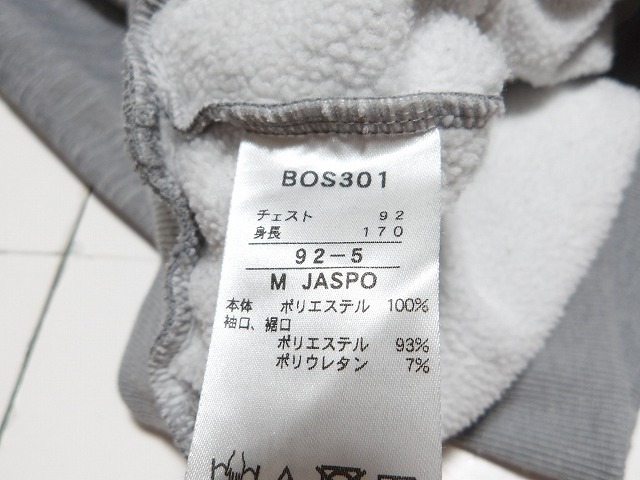 BOS301
チェスト 92
身長 170
92-5
M JASPO
本体 ポリエステル 100%
袖口、裾口
ポリエステル 93%
ポリウレタン 7%